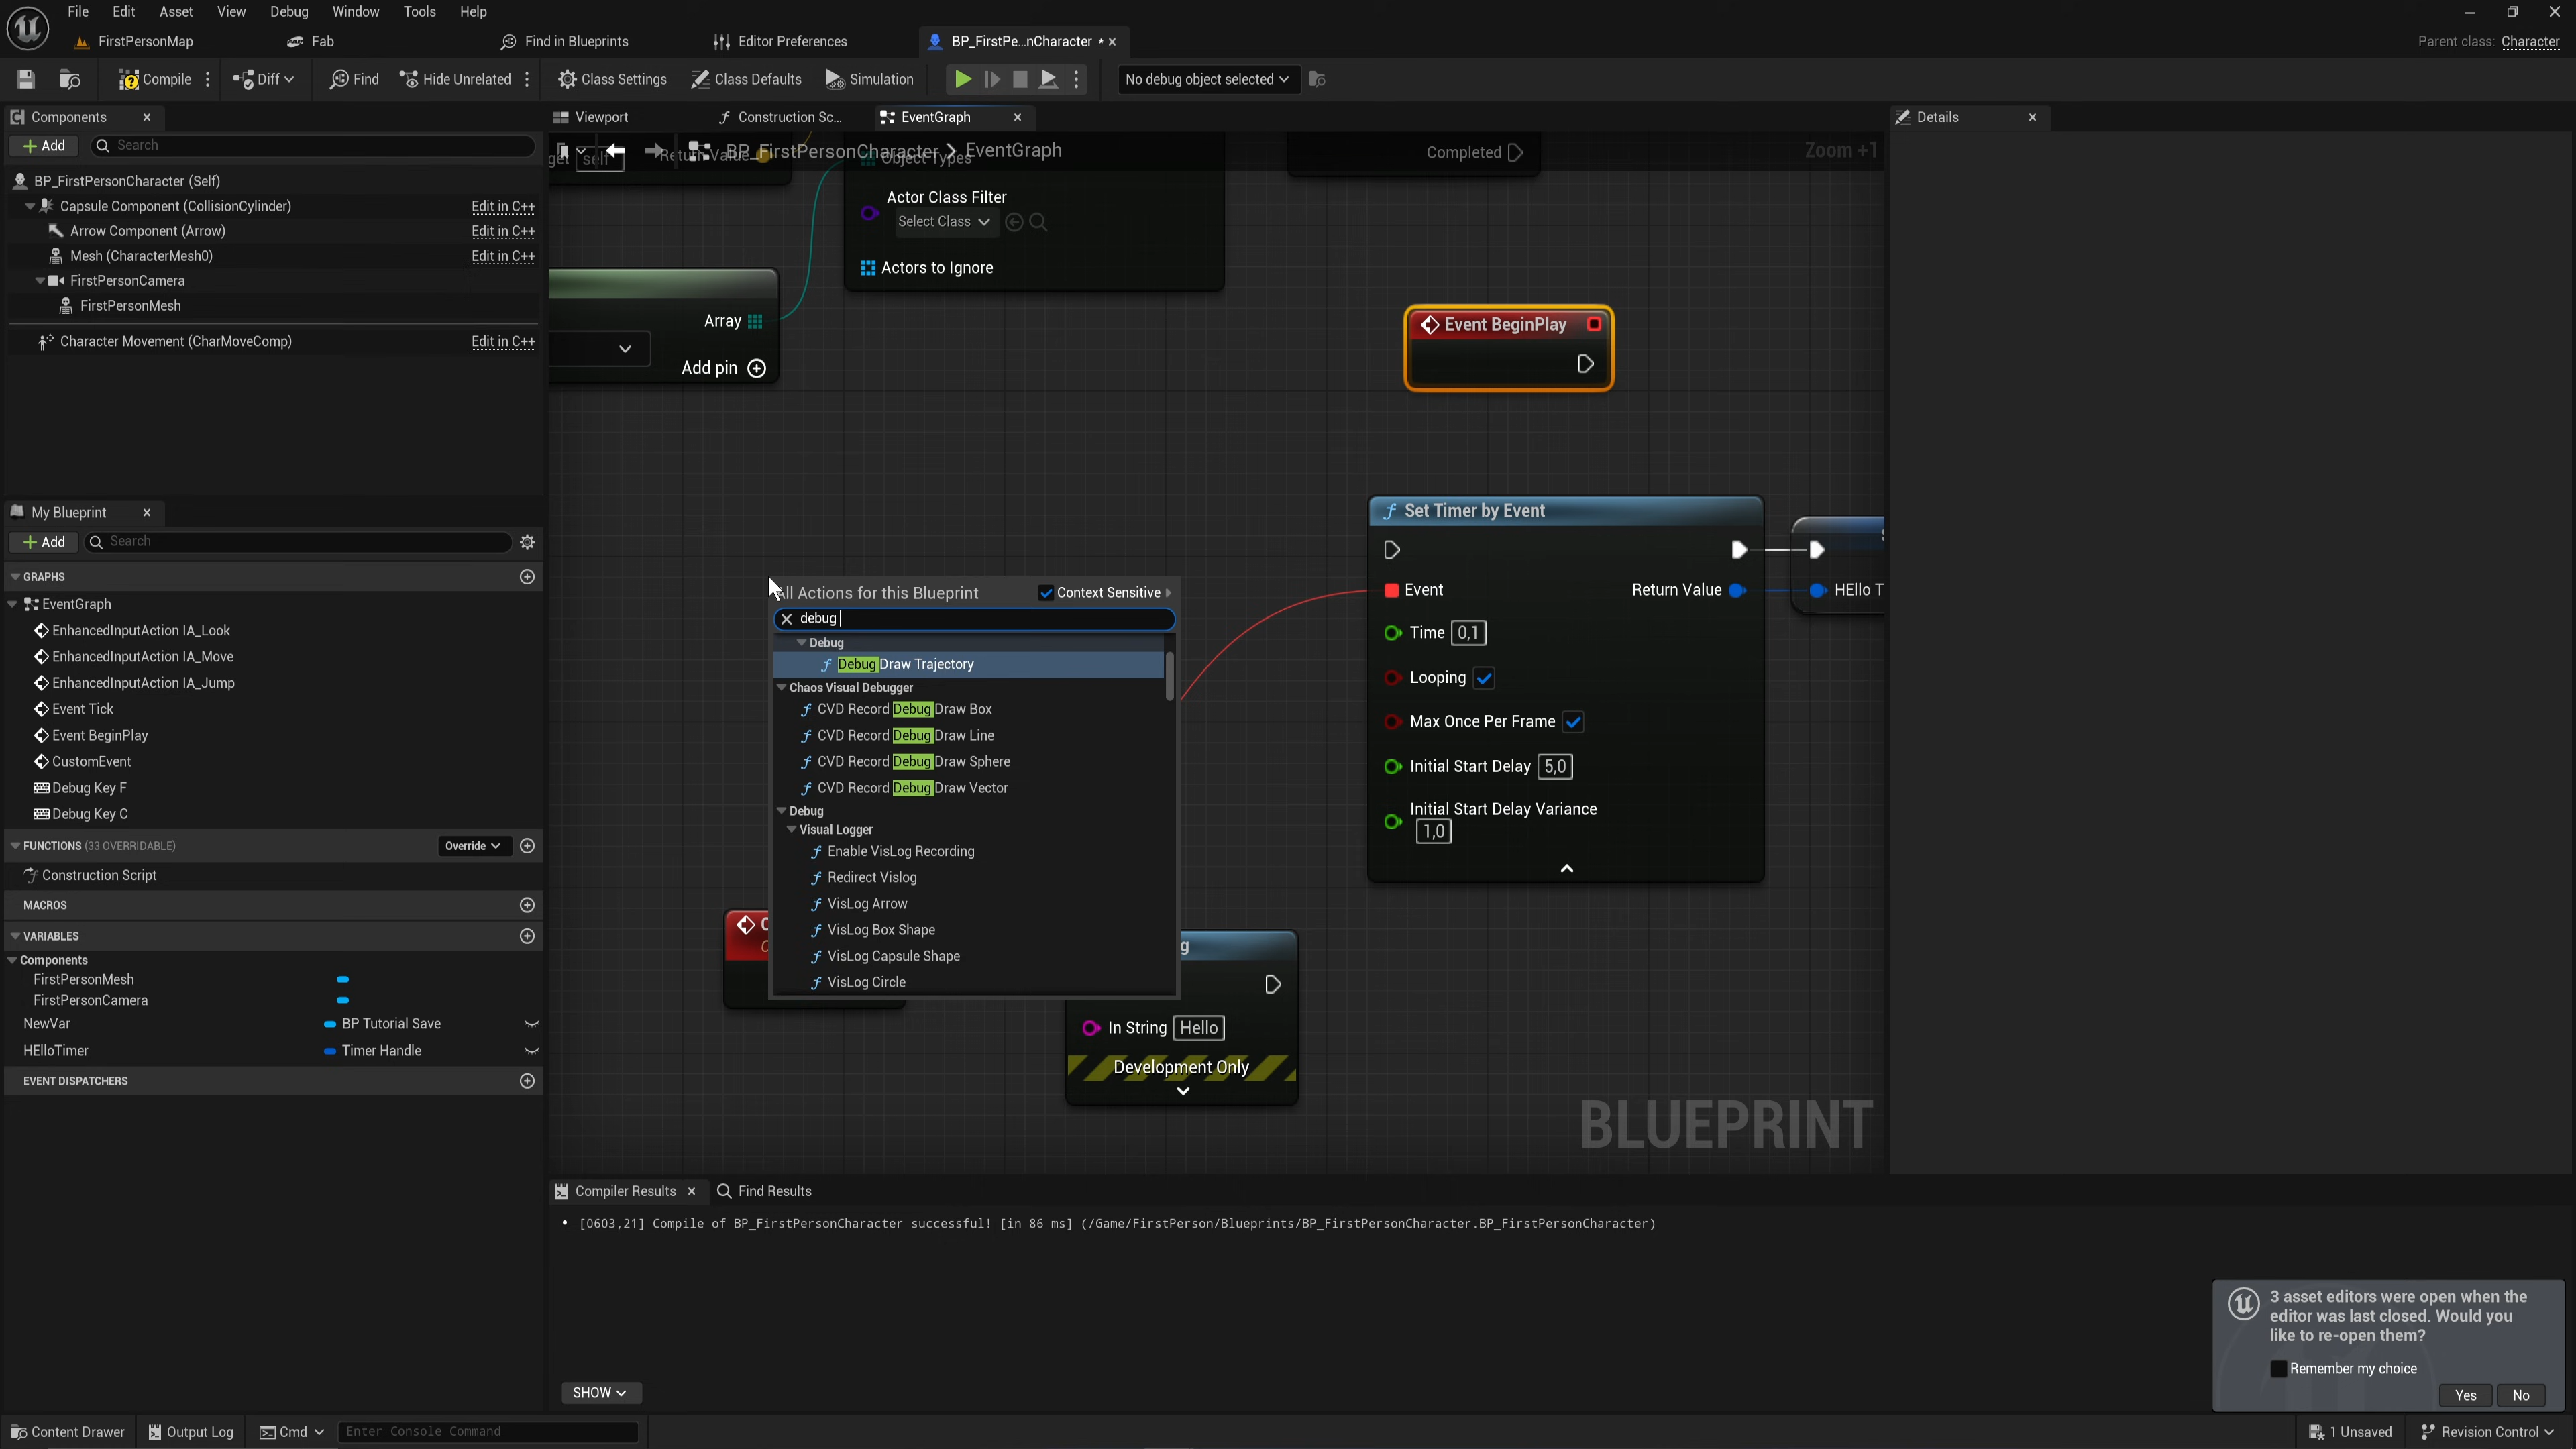 File Edit Asset View Debug Window Tools Help
FirstPersonMap Fab Find in Blueprints Editor Preferences BP_FirstPe...nCharacter •
Parent class: Character
Compile Diff Find Hide Unrelated Class Settings Class Defaults Simulation No debug object selected
Components
Add Search
BP_FirstPersonCharacter (Self)
Capsule Component (CollisionCylinder) Edit in C++
Arrow Component (Arrow) Edit in C++
Mesh (CharacterMesh0) Edit in C++
FirstPersonCamera
FirstPersonMesh
Character Movement (CharMoveComp) Edit in C++
My Blueprint
Add Search
GRAPHS
EventGraph
EnhancedInputAction IA_Look
EnhancedInputAction IA_Move
EnhancedInputAction IA_Jump
Event Tick
Event BeginPlay
CustomEvent
Debug Key F
Debug Key C
FUNCTIONS (33 OVERRIDABLE) Override
Construction Script
MACROS
VARIABLES
Components
FirstPersonMesh
FirstPersonCamera
NewVar BP Tutorial Save
HElloTimer Timer Handle
EVENT DISPATCHERS
Viewport Construction Sc... EventGraph
BP_FirstPersonCharacter > EventGraph
Zoom +1
get self Return Value Object Types
Completed
Actor Class Filter
Select Class
Actors to Ignore
Array
Add pin
Event BeginPlay
Set Timer by Event
Event Return Value
Time 0,1
Looping
Max Once Per Frame
Initial Start Delay 5,0
Initial Start Delay Variance
1,0
HEllo T
All Actions for this Blueprint Context Sensitive
debug
Debug
Debug Draw Trajectory
Chaos Visual Debugger
CVD Record Debug Draw Box
CVD Record Debug Draw Line
CVD Record Debug Draw Sphere
CVD Record Debug Draw Vector
Debug
Visual Logger
Enable VisLog Recording
Redirect Vislog
VisLog Arrow
VisLog Box Shape
VisLog Capsule Shape
VisLog Circle
g
In String Hello
Development Only
BLUEPRINT
Details
Compiler Results Find Results
• [0603,21] Compile of BP_FirstPersonCharacter successful! [in 86 ms] (/Game/FirstPerson/Blueprints/BP_FirstPersonCharacter.BP_FirstPersonCharacter)
SHOW
3 asset editors were open when the
editor was last closed. Would you
like to re-open them?
Remember my choice
Yes No
Content Drawer Output Log Cmd Enter Console Command 1 Unsaved Revision Control